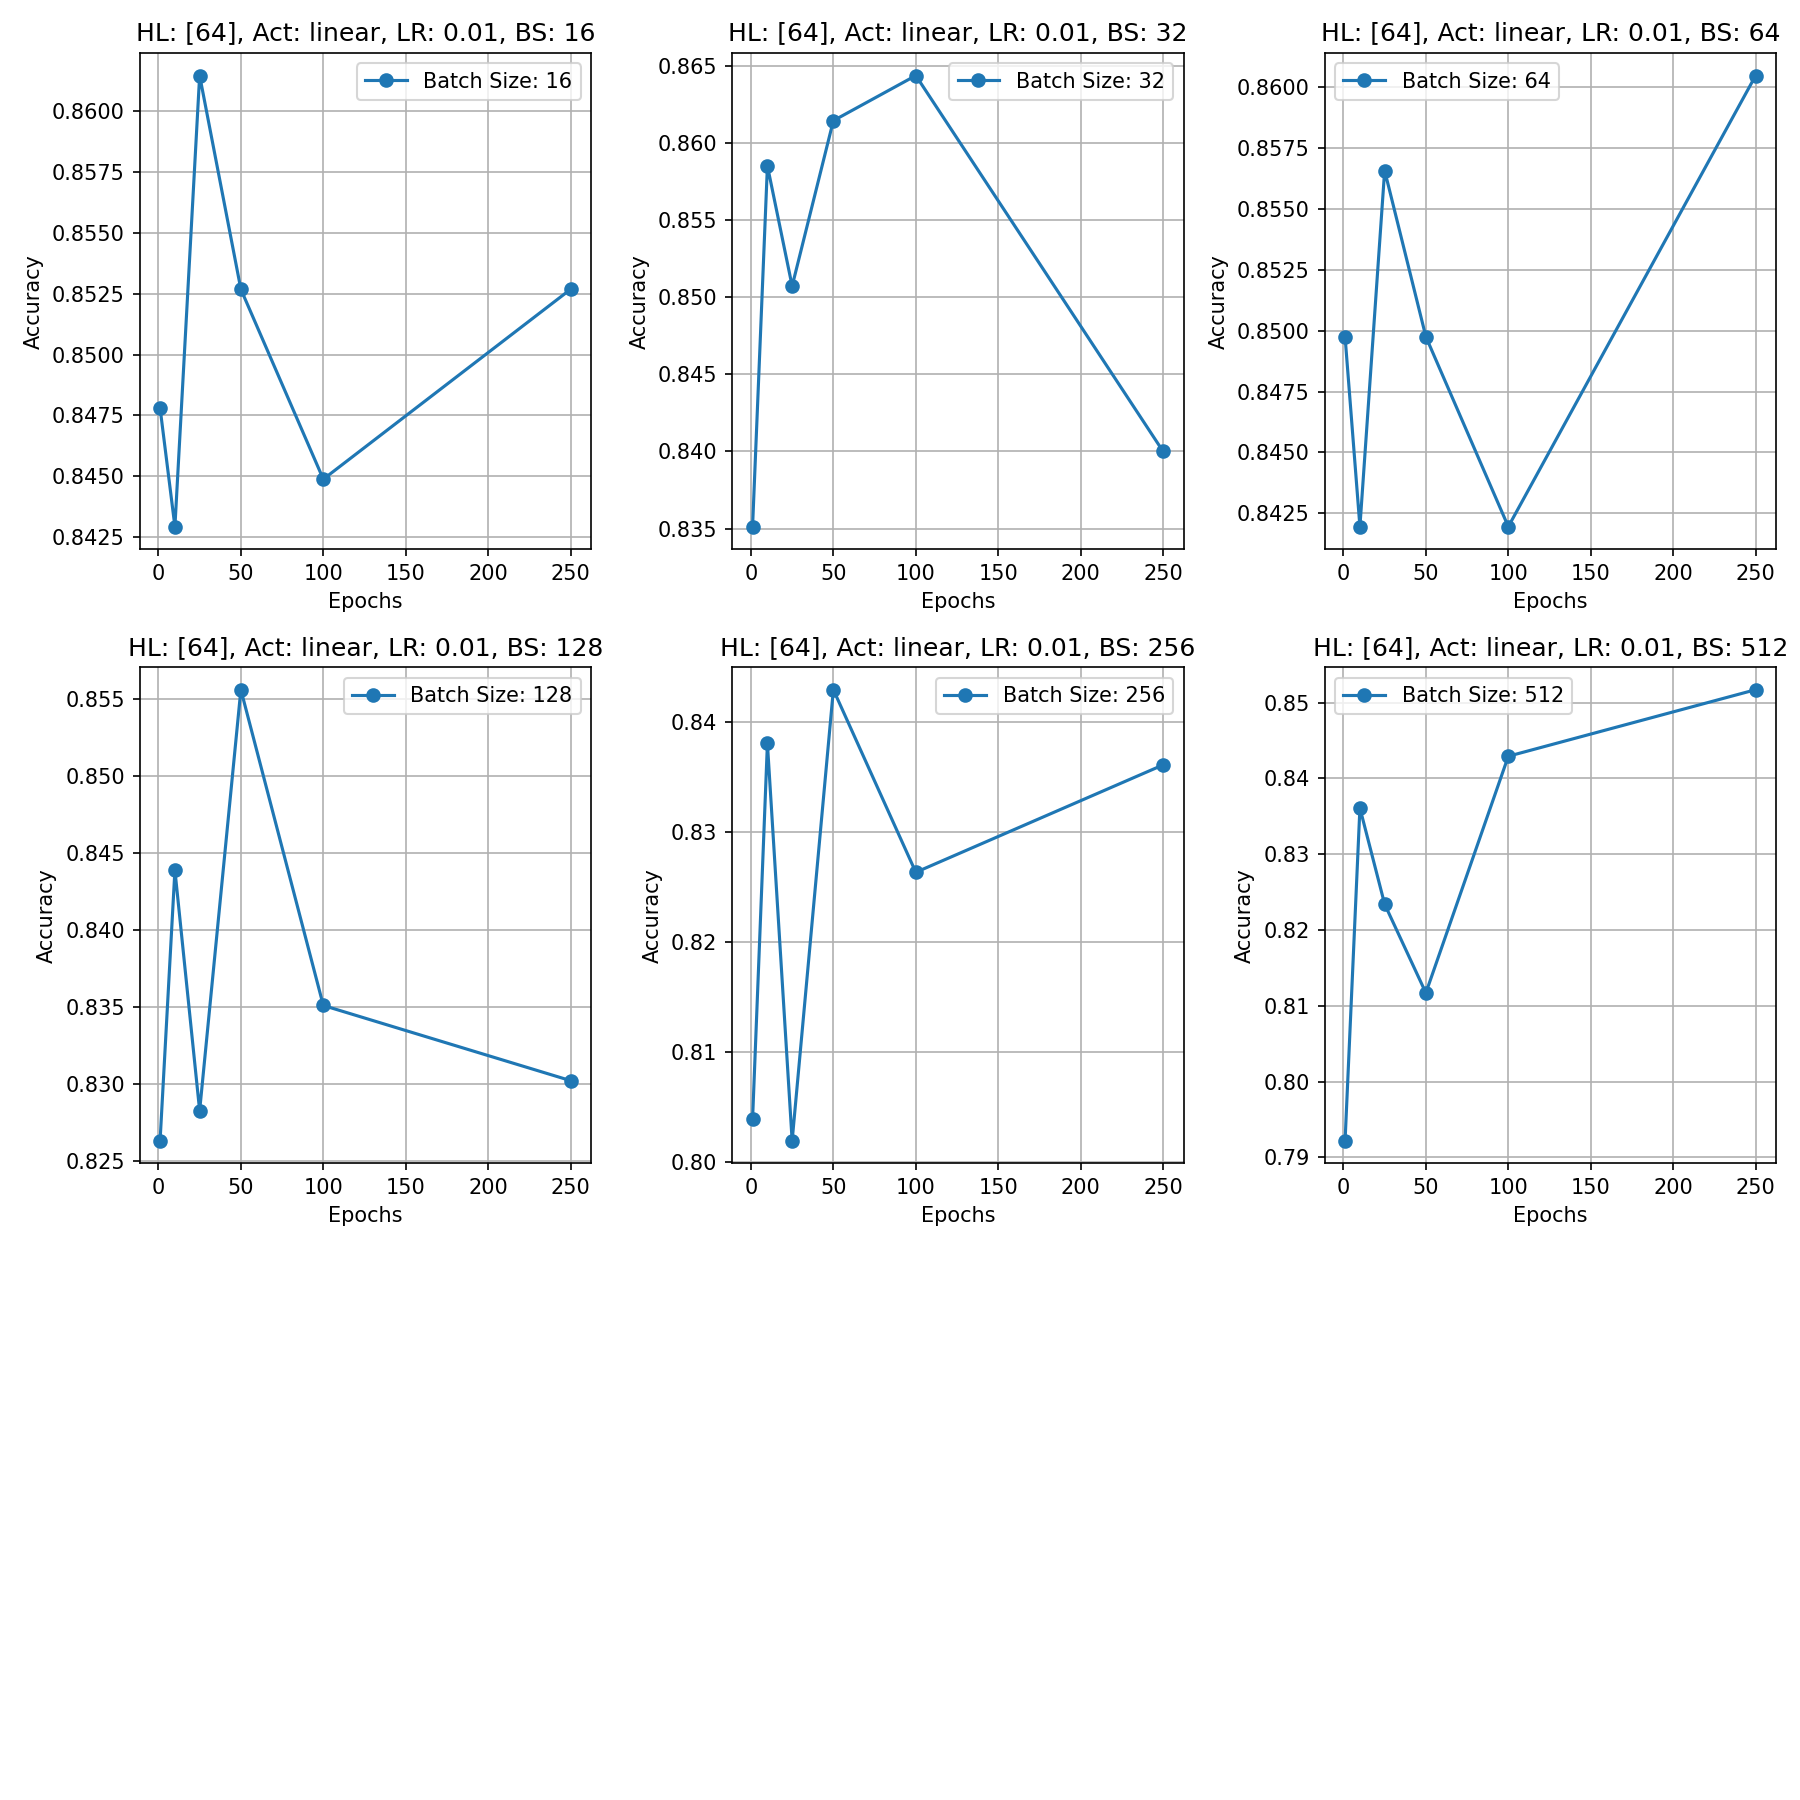 HL: [64], Act: linear, LR: 0.01, BS: 16
Batch Size: 16
0.8600
0.8575
0.8550
0.8525
0.8500
0.8475
0.8450
0.8425
Accuracy
0 50 100 150 200 250
Epochs
HL: [64], Act: linear, LR: 0.01, BS: 32
Batch Size: 32
0.865
0.860
0.855
0.850
0.845
0.840
0.835
Accuracy
0 50 100 150 200 250
Epochs
HL: [64], Act: linear, LR: 0.01, BS: 64
Batch Size: 64
0.8600
0.8575
0.8550
0.8525
0.8500
0.8475
0.8450
0.8425
Accuracy
0 50 100 150 200 250
Epochs
HL: [64], Act: linear, LR: 0.01, BS: 128
Batch Size: 128
0.855
0.850
0.845
0.840
0.835
0.830
0.825
Accuracy
0 50 100 150 200 250
Epochs
HL: [64], Act: linear, LR: 0.01, BS: 256
Batch Size: 256
0.84
0.83
0.82
0.81
0.80
Accuracy
0 50 100 150 200 250
Epochs
HL: [64], Act: linear, LR: 0.01, BS: 512
Batch Size: 512
0.85
0.84
0.83
0.82
0.81
0.80
0.79
Accuracy
0 50 100 150 200 250
Epochs